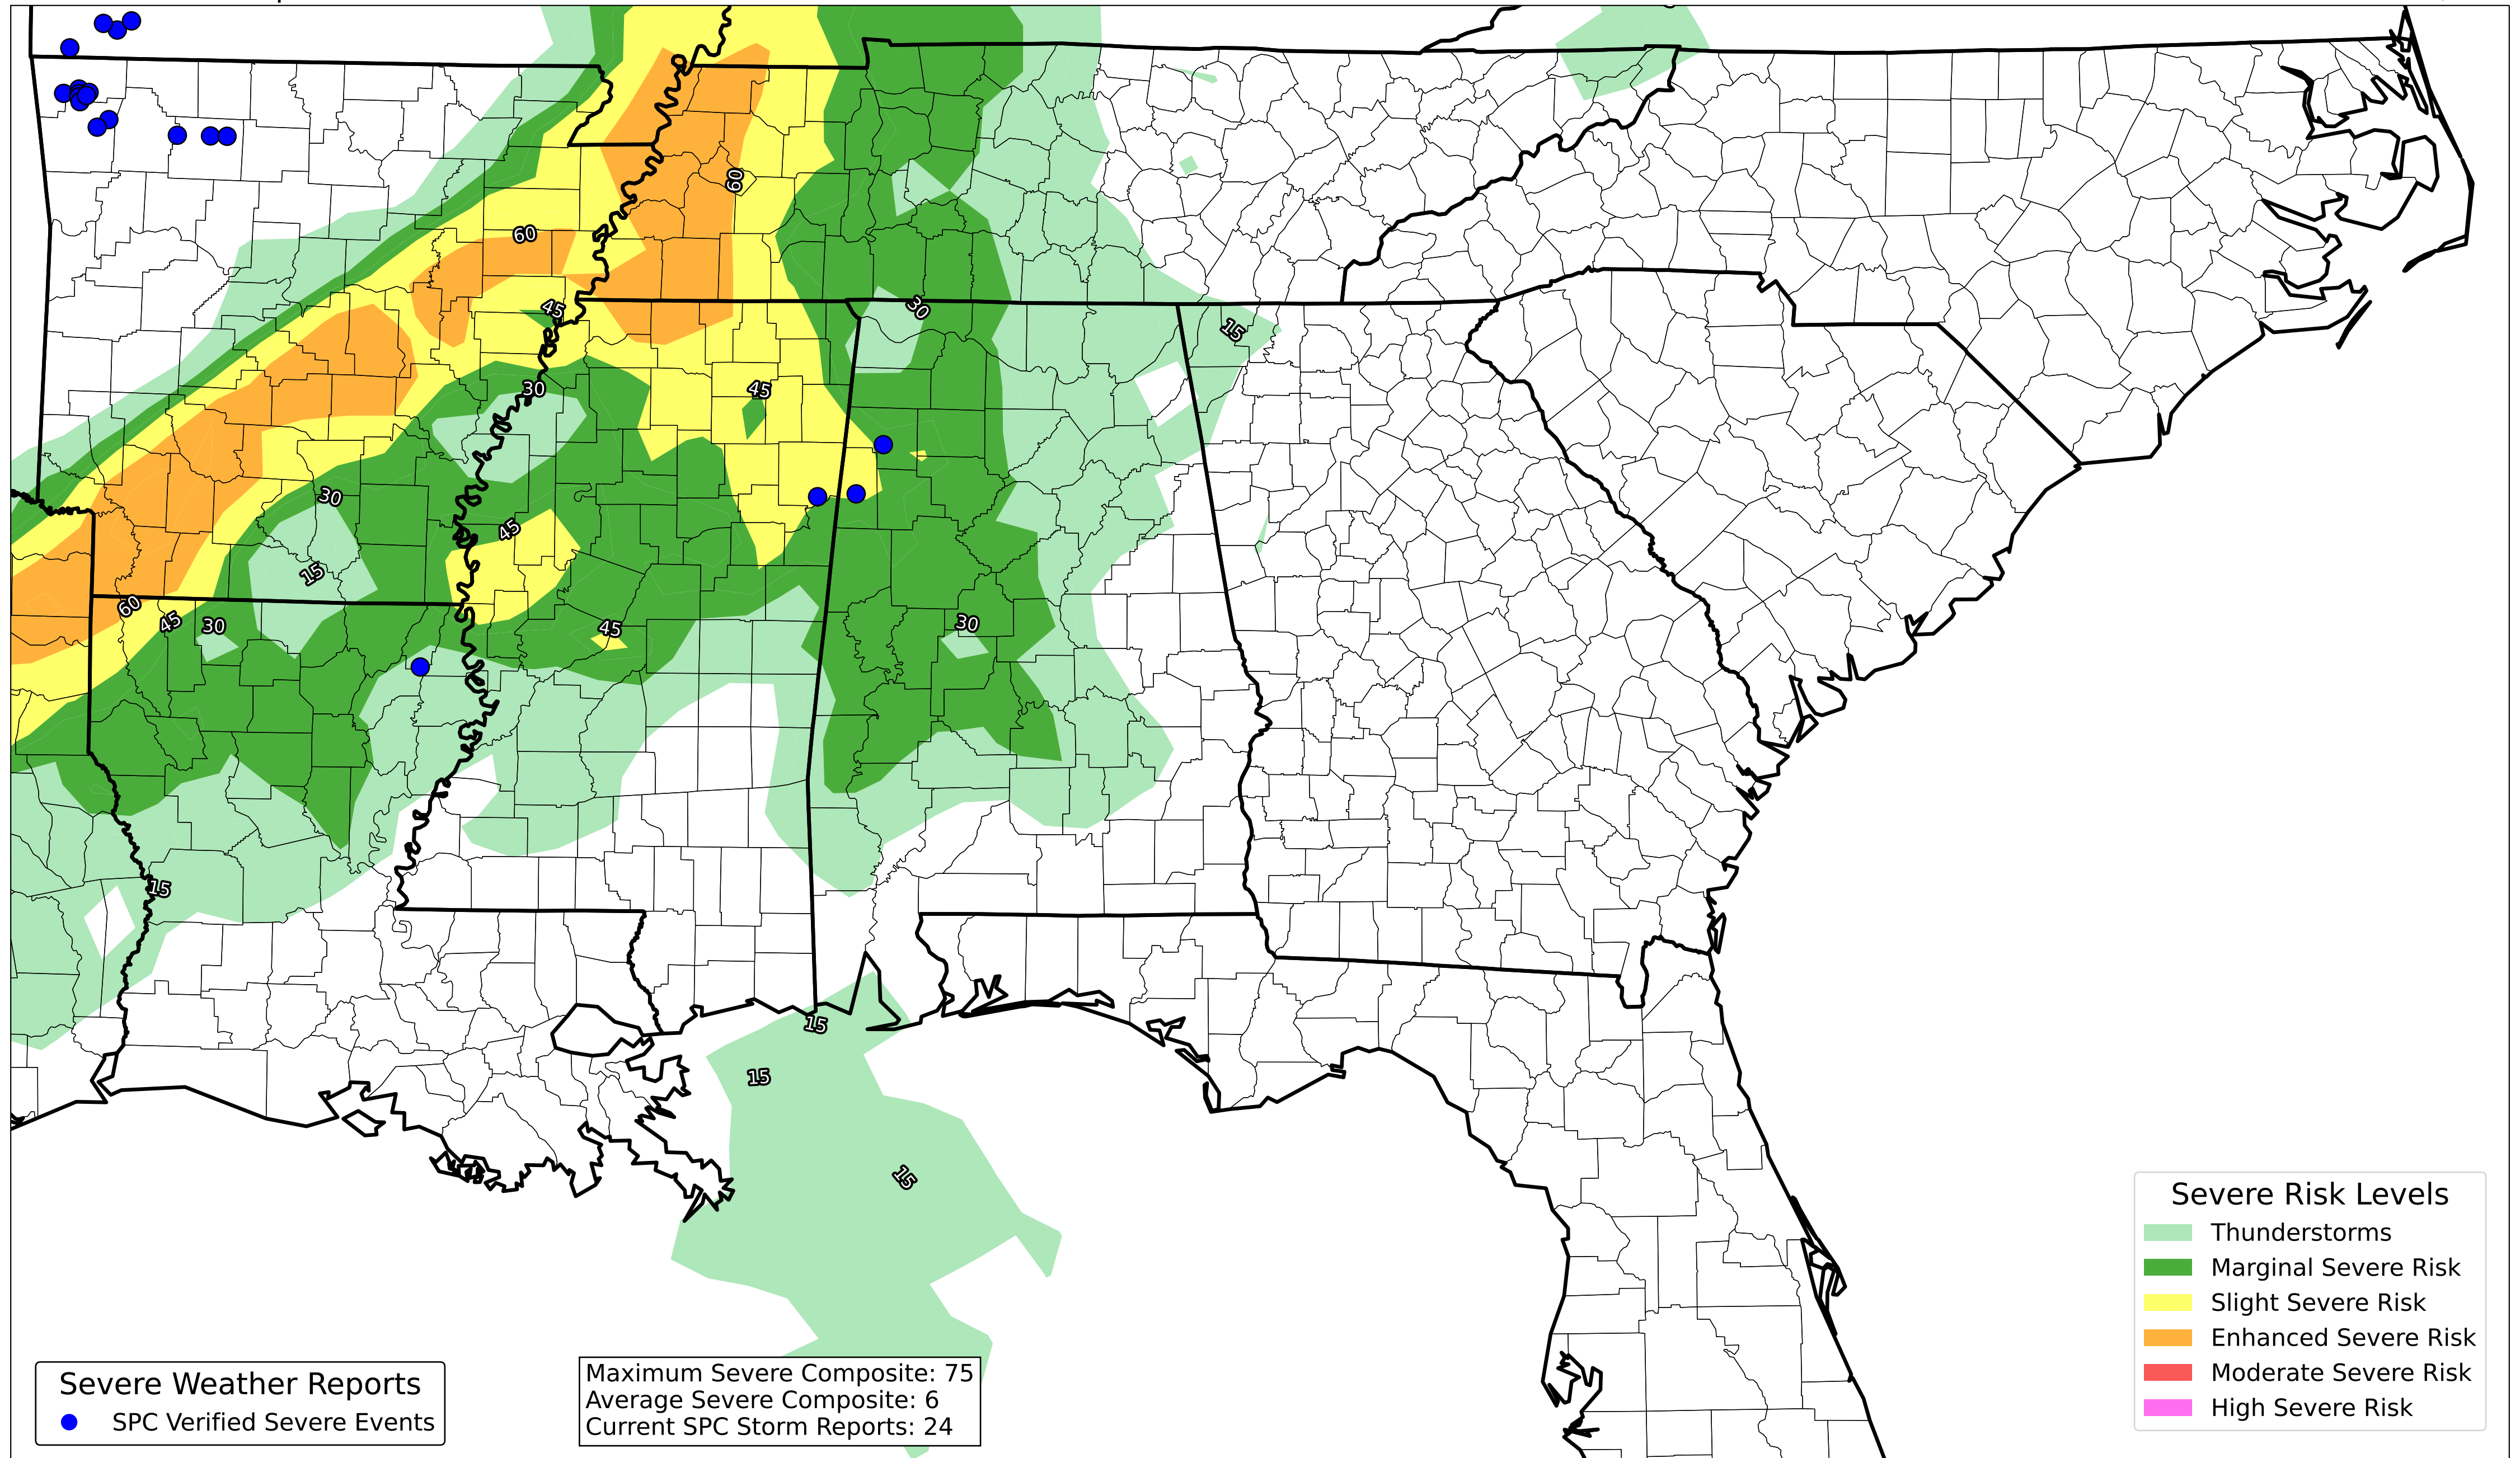 60
60
45
30
15
30
45
45
30
15
60
45
30
45
30
15
15
15
15
Severe Risk Levels
Thunderstorms
Marginal Severe Risk
Slight Severe Risk
Enhanced Severe Risk
Moderate Severe Risk
High Severe Risk
Severe Weather Reports
SPC Verified Severe Events
Maximum Severe Composite: 75
Average Severe Composite: 6
Current SPC Storm Reports: 24